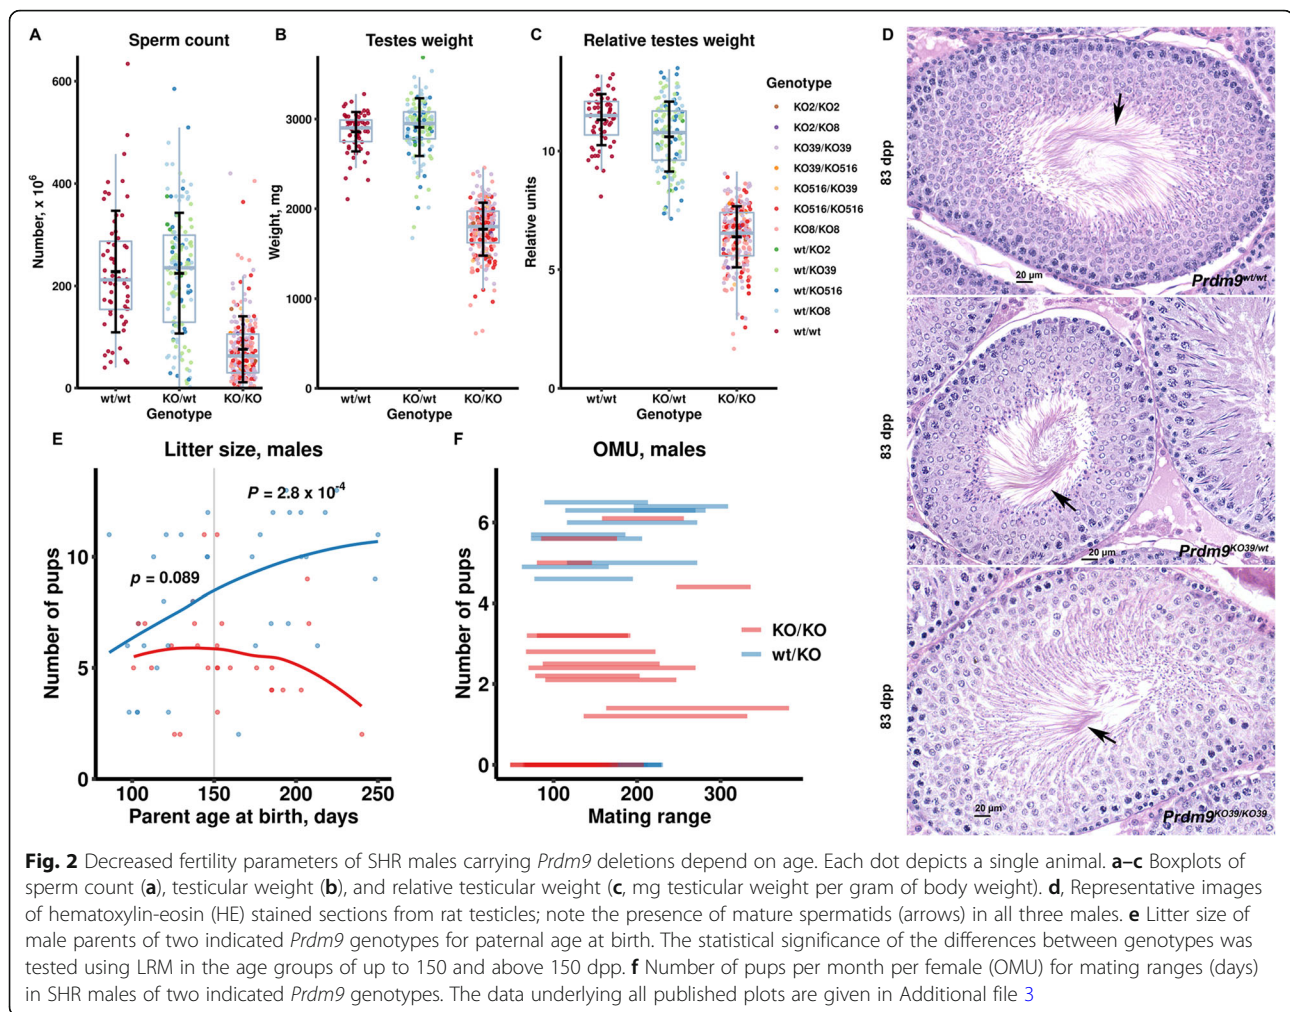 A
Sperm count
Number, x 10⁶
600
400
200
0
wt/wt
KO/wt
KO/KO
Genotype
B
Testes weight
Weight, mg
3000
2000
1000
0
wt/wt
KO/wt
KO/KO
Genotype
C
Relative testes weight
Relative units
10
5
0
wt/wt
KO/wt
KO/KO
Genotype
Genotype
KO2/KO2
KO2/KO8
KO39/KO39
KO39/KO516
KO516/KO39
KO516/KO516
KO8/KO8
wt/KO2
wt/KO39
wt/KO516
wt/KO8
wt/wt
D
83 dpp
20 µm
Prdm9^wt/wt
83 dpp
20 µm
Prdm9^KO39/wt
83 dpp
20 µm
Prdm9^KO39/KO39
E
Litter size, males
P = 2.8 x 10⁻⁴
p = 0.089
Number of pups
10
5
0
100
150
200
250
Parent age at birth, days
F
OMU, males
Number of pups
6
4
2
0
KO/KO
wt/KO
100
200
300
Mating range
Fig. 2 Decreased fertility parameters of SHR males carrying Prdm9 deletions depend on age. Each dot depicts a single animal. a–c Boxplots of
sperm count (a), testicular weight (b), and relative testicular weight (c, mg testicular weight per gram of body weight). d, Representative images
of hematoxylin-eosin (HE) stained sections from rat testicles; note the presence of mature spermatids (arrows) in all three males. e Litter size of
male parents of two indicated Prdm9 genotypes for paternal age at birth. The statistical significance of the differences between genotypes was
tested using LRM in the age groups of up to 150 and above 150 dpp. f Number of pups per month per female (OMU) for mating ranges (days)
in SHR males of two indicated Prdm9 genotypes. The data underlying all published plots are given in Additional file 3